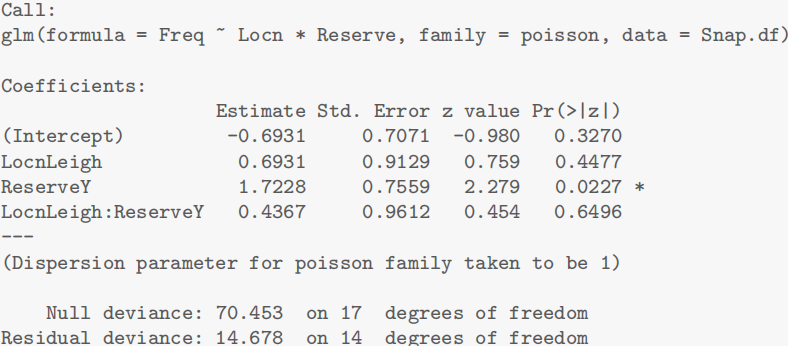 Call:
glm(formula = Freq ~ Locn * Reserve, family = poisson, data = Snap.df)
Coefficients:
Estimate Std. Error z value Pr(>|z|)
(Intercept) -0.6931 0.7071 -0.980 0.3270
LocnLeigh 0.6931 0.9129 0.759 0.4477
ReserveY 1.7228 0.7559 2.279 0.0227 *
LocnLeigh:ReserveY 0.4367 0.9612 0.454 0.6496
---
(Dispersion parameter for poisson family taken to be 1)
Null deviance: 70.453 on 17 degrees of freedom
Residual deviance: 14.678 on 14 degrees of freedom